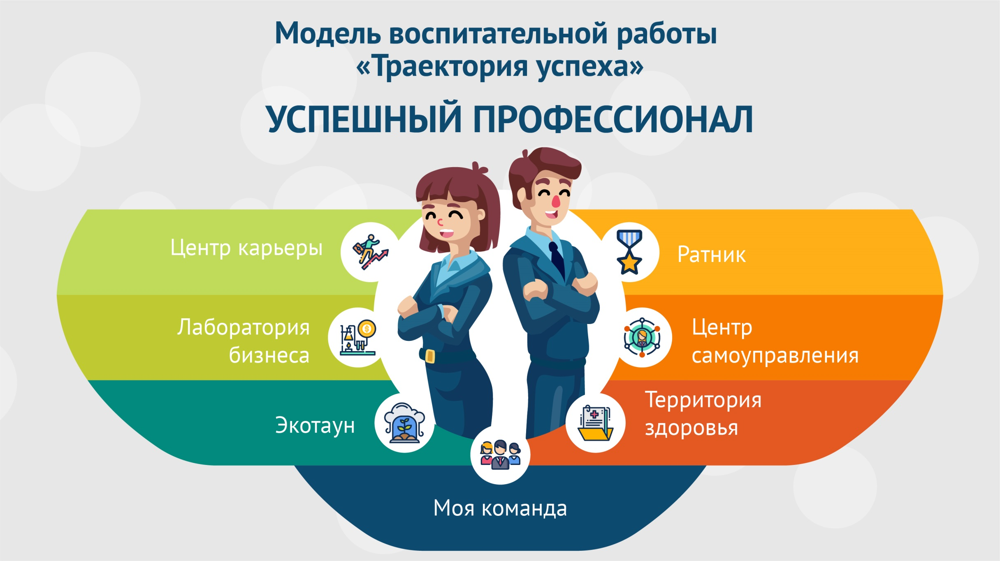 Модель воспитательной работы
«Траектория успеха»
УСПЕШНЫЙ ПРОФЕССИОНАЛ
Центр карьеры
Лаборатория
бизнеса
Экотаун
Ратник
Центр
самоуправления
Территория
здоровья
Моя команда